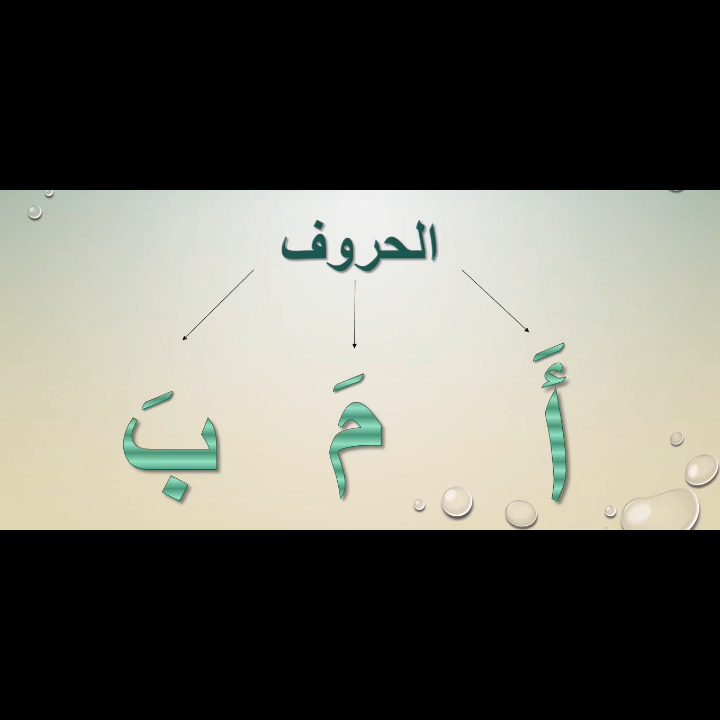 الحروف
أَ مَ بَ